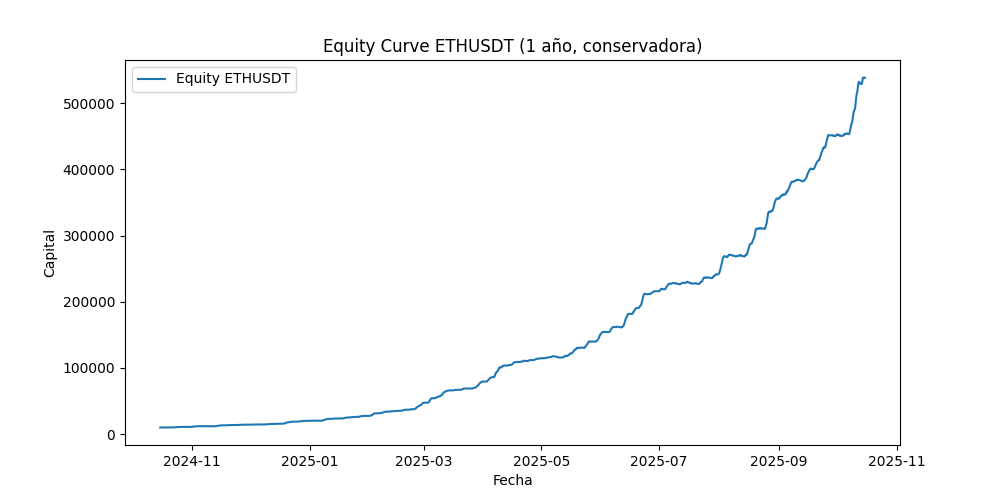 Equity Curve ETHUSDT (1 año, conservadora)
Equity ETHUSDT
500000
400000
300000
200000
100000
0
Capital
2024-11 2025-01 2025-03 2025-05 2025-07 2025-09 2025-11
Fecha